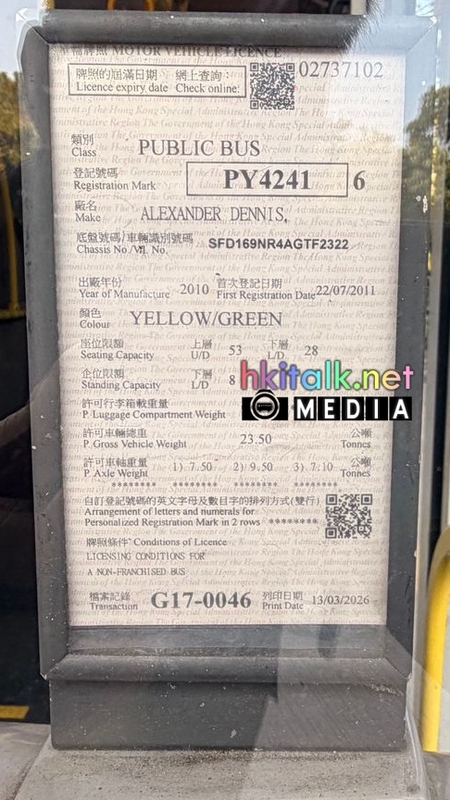 車輛牌照 MOTOR VEHICLE LICENCE
牌照的屆滿日期 網上查詢：
Licence expiry date Check online:
02737102
類別
Class PUBLIC BUS
登記號碼
Registration Mark PY4241 6
廠名
Make ALEXANDER DENNIS,
底盤號碼/車輛識別號碼
Chassis No./V.I. No. SFD169NR4AGTF2322
出廠年份 首次登記日期
Year of Manufacture 2010 First Registration Date 22/07/2011
顏色
Colour YELLOW/GREEN
座位限額 上層 下層
Seating Capacity U/D 53 L/D 28
企位限額 下層
Standing Capacity L/D 8
hkitalk.net
MEDIA
許可行李箱載重量
P. Luggage Compartment Weight
許可車輛總重 公噸
P. Gross Vehicle Weight 23.50 Tonnes
許可車軸重量 公噸
P. Axle Weight 1) 7.50 2) 9.50 3) 7.10 Tonnes
******** ******** ******** ********
自訂登記號碼的英文字母及數目字的排列方式(雙行)
Arrangement of letters and numerals for
Personalized Registration Mark in 2 rows ********
牌照條件" Conditions of Licence
LICENSING CONDITIONS FOR
A NON-FRANCHISED BUS
檔案記錄 列印日期
Transaction G17-0046 Print Date 13/03/2026